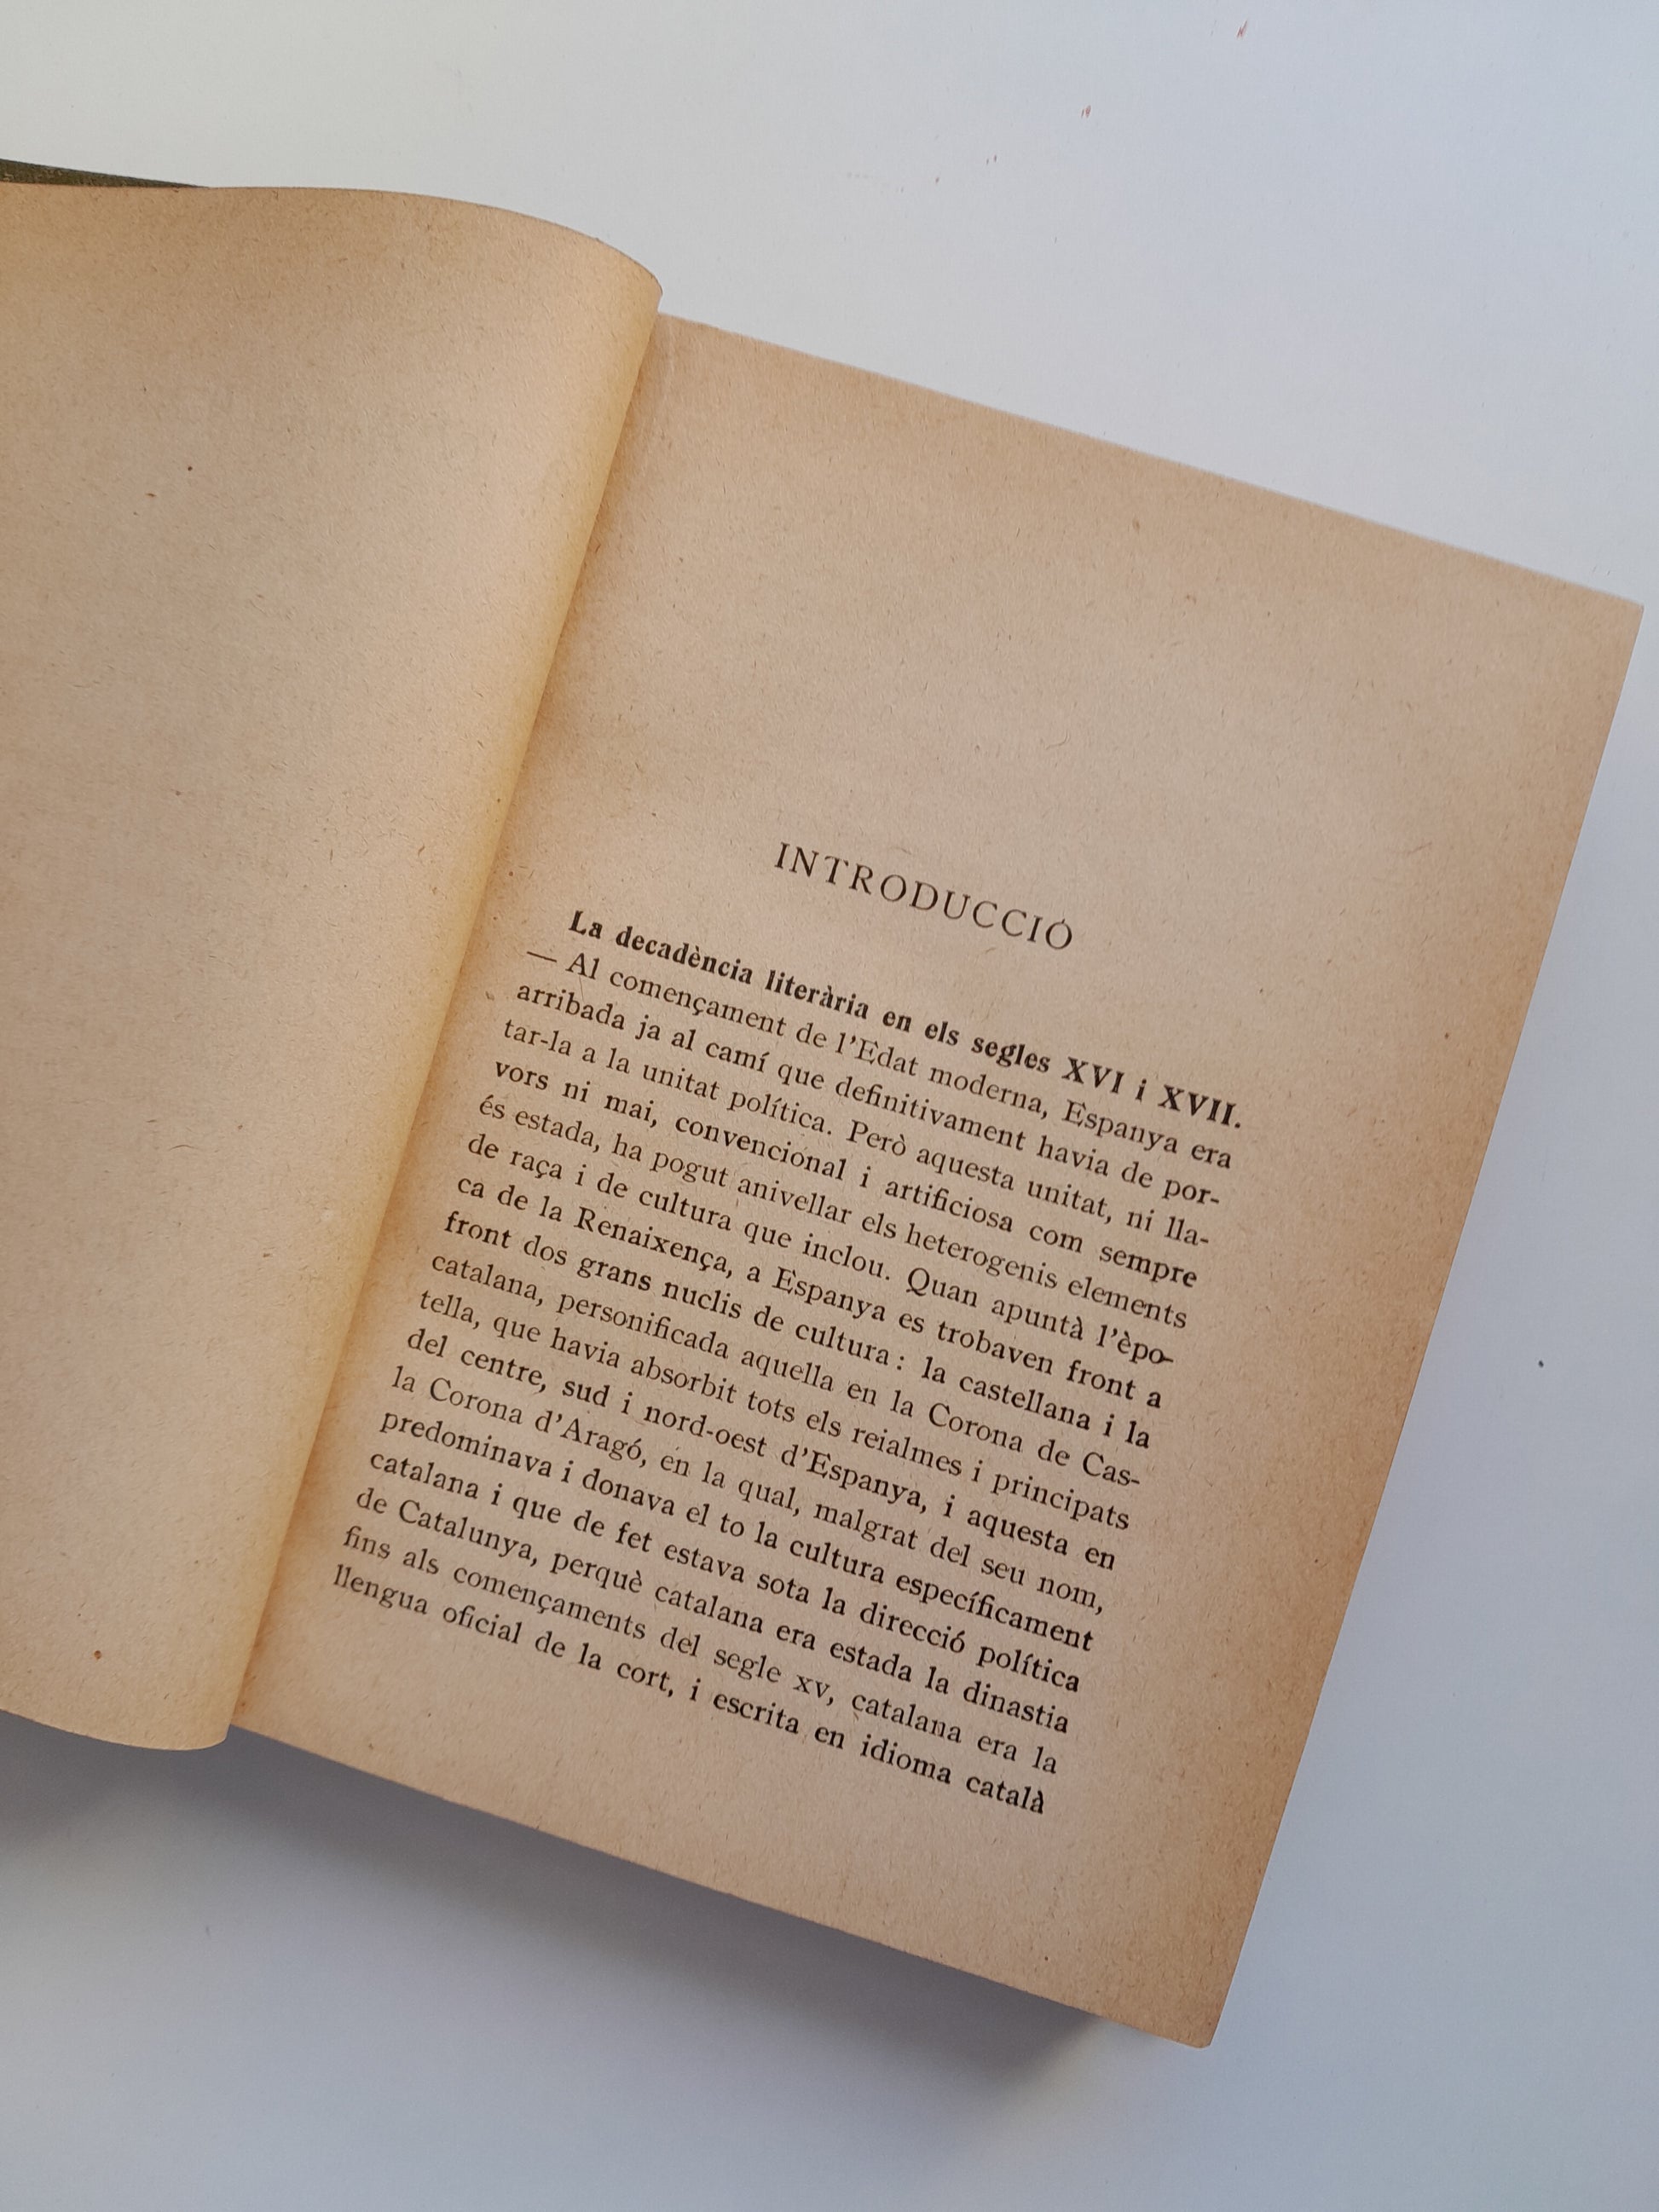 INTRODUCCIÓ
La decadència literària en els segles XVI i XVII.
— Al començament de l'Edat moderna, Espanya era
arribada ja al camí que definitivament havia de por-
tar-la a la unitat política. Però aquesta unitat, ni lla-
vors ni mai, convencional i artificiosa com sempre
és estada, ha pogut anivellar els heterogenis elements
de raça i de cultura que inclou. Quan apuntà l'èpo-
ca de la Renaixença, a Espanya es trobaven front a
front dos grans nuclis de cultura: la castellana i la
catalana, personificada aquella en la Corona de Cas-
tella, que havia absorbit tots els reialmes i principats
del centre, sud i nord-oest d'Espanya, i aquesta en
la Corona d'Aragó, en la qual, malgrat del seu nom,
predominava i donava el to la cultura específicament
catalana i que de fet estava sota la direcció política
de Catalunya, perquè catalana era estada la dinastia
fins als començaments del segle XV, catalana era la
llengua oficial de la cort, i escrita en idioma català